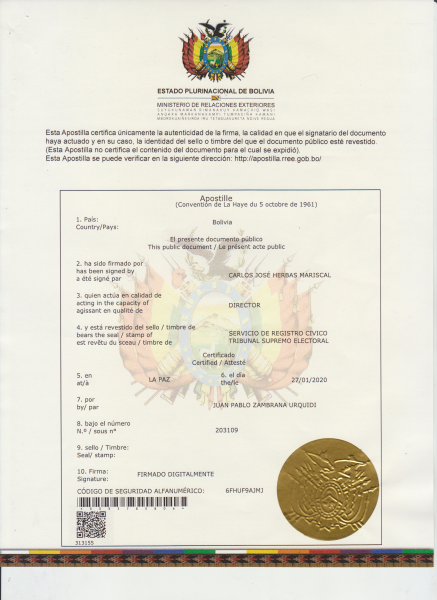 ESTADO PLURINACIONAL DE BOLIVIA
MINISTERIO DE RELACIONES EXTERIORES
Esta Apostilla certifica únicamente la autenticidad de la firma, la calidad en que el signatario del documento
haya actuado y en su caso, la identidad del sello o timbre del que el documento público esté revestido.
(Esta Apostilla no certifica el contenido del documento para el cual se expidió).
Esta Apostilla se puede verificar en la siguiente dirección: http://apostilla.rree.gob.bo/
Apostille
(Convention de La Haye du 5 octobre de 1961)
1. País: Bolivia
Country/Pays:
El presente documento público
This public document / Le présent acte public
2. ha sido firmado por
has been signed by CARLOS JOSÉ HERBAS MARISCAL
a été signé par
3. quien actúa en calidad de
acting in the capacity of DIRECTOR
agissant en qualité de
4. y está revestido del sello / timbre de SERVICIO DE REGISTRO CIVICO
bears the seal / stamp of TRIBUNAL SUPREMO ELECTORAL
est revêtu du sceau / timbre de
Certificado
Certified / Attesté
5. en LA PAZ 6. el día 27/01/2020
at/à the/le
7. por JUAN PABLO ZAMBRANA URQUIDI
by/ par
8. bajo el número 203109
N.º / sous n°
9. sello / Timbre:
Seal/ stamp:
10. Firma: FIRMADO DIGITALMENTE
Signature:
CÓDIGO DE SEGURIDAD ALFANUMÉRICO: 6FHUF9AJMJ
313155